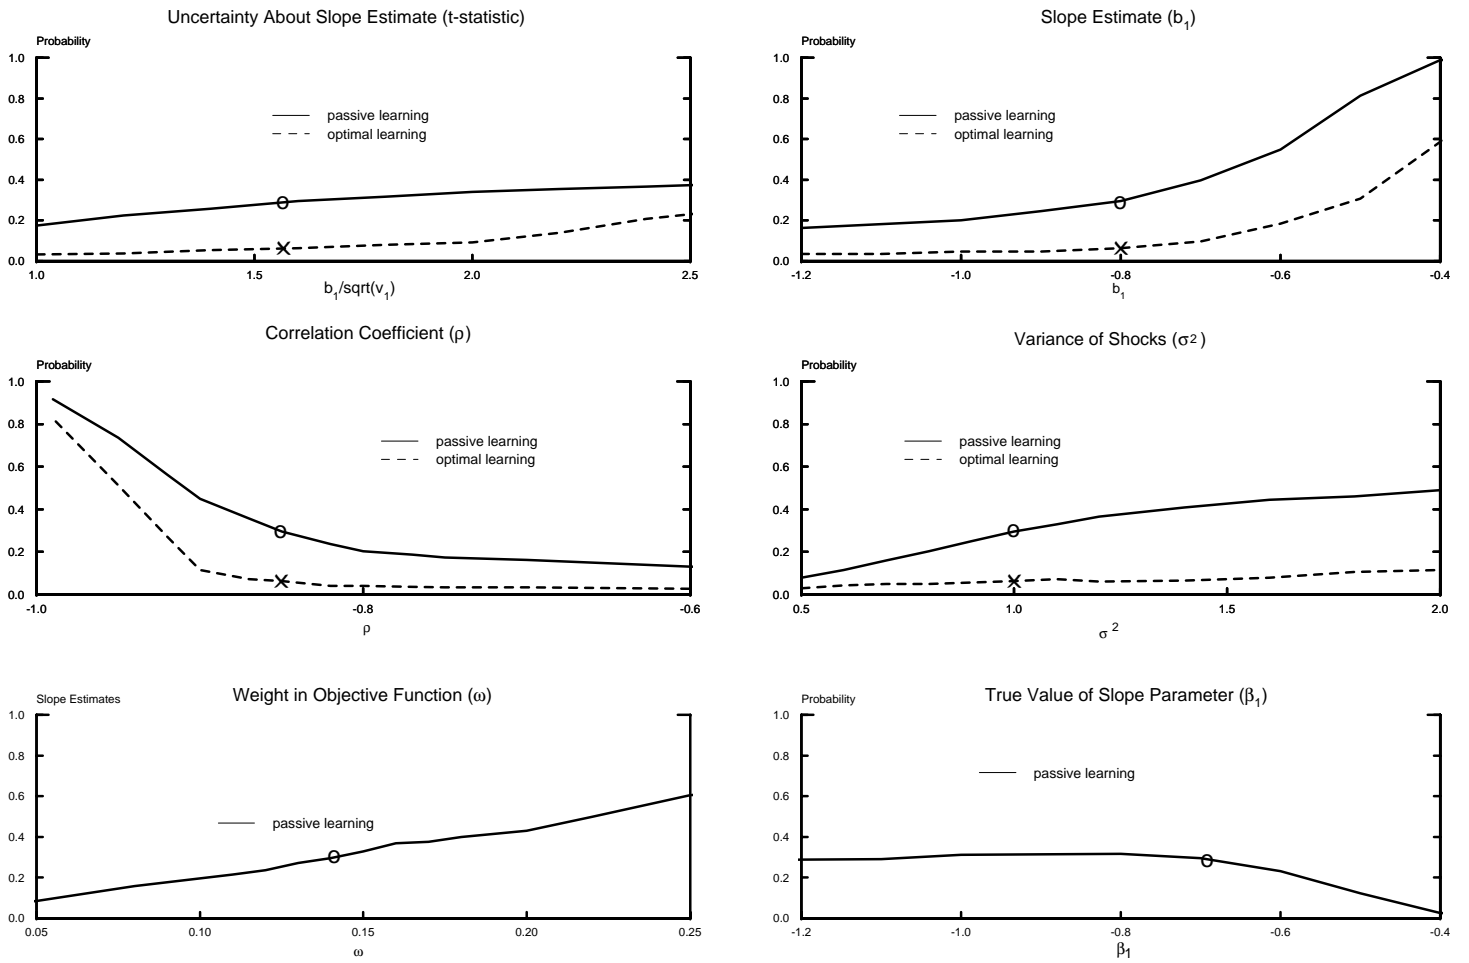 Uncertainty About Slope Estimate (t-statistic)
Probability
1.0
0.8
0.6
0.4
0.2
0.0
passive learning
optimal learning
1.0 1.5 2.0 2.5
b1/sqrt(v1)
Slope Estimate (b1)
Probability
1.0
0.8
0.6
0.4
0.2
0.0
passive learning
optimal learning
-1.2 -1.0 -0.8 -0.6 -0.4
b1
Correlation Coefficient (ρ)
Probability
1.0
0.8
0.6
0.4
0.2
0.0
passive learning
optimal learning
-1.0 -0.8 -0.6
ρ
Variance of Shocks (σ2)
Probability
1.0
0.8
0.6
0.4
0.2
0.0
passive learning
optimal learning
0.5 1.0 1.5 2.0
σ 2
Weight in Objective Function (ω)
Slope Estimates
1.0
0.8
0.6
0.4
0.2
0.0
passive learning
0.05 0.10 0.15 0.20 0.25
ω
True Value of Slope Parameter (β1)
Probability
1.0
0.8
0.6
0.4
0.2
0.0
passive learning
-1.2 -1.0 -0.8 -0.6 -0.4
β1